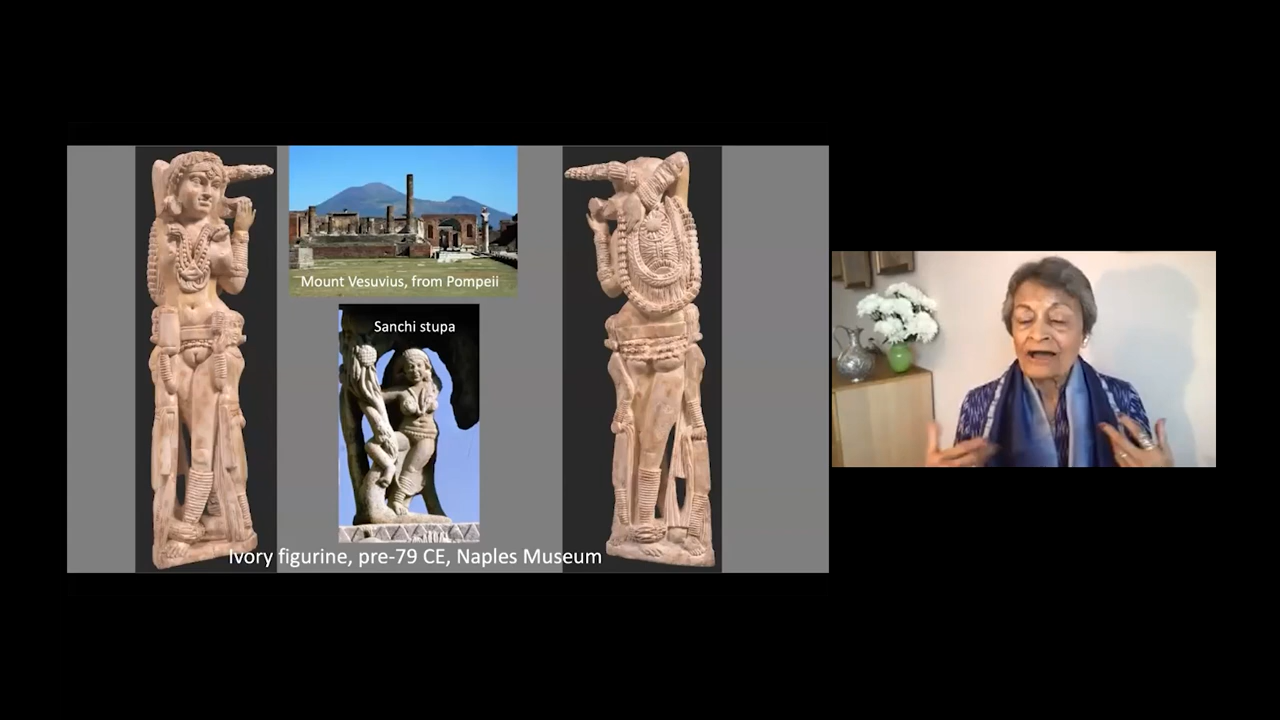 Mount Vesuvius, from Pompeii
Sanchi stupa
Ivory figurine, pre-79 CE, Naples Museum